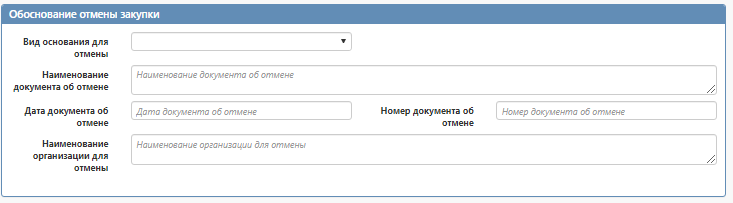 Обоснование отмены закупки
Вид основания для
отмены
Наименование
документа об отмене
Наименование документа об отмене
Дата документа об
отмене
Дата документа об отмене
Номер документа об
отмене
Номер документа об отмене
Наименование
организации для
отмены
Наименование организации для отмены